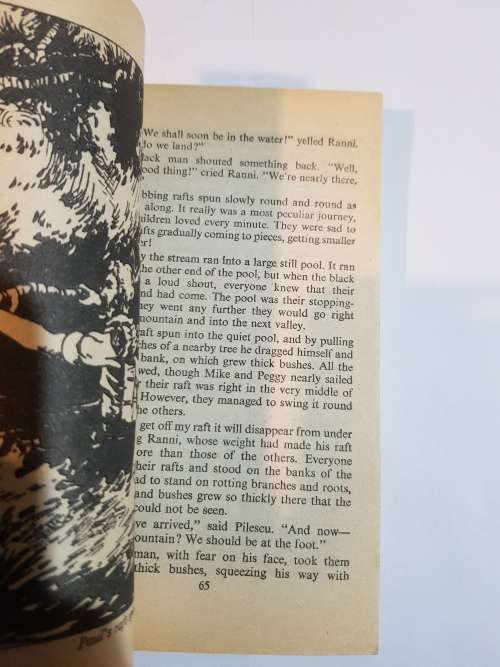 We shall soon be in the water!" yelled Ranni.
do we land?"
lack man shouted something back. "Well,
ood thing!" cried Ranni. "We're nearly there,
bbing rafts spun slowly round and round as
along. It really was a most peculiar journey,
hildren loved every minute. They were sad to
fts gradually coming to pieces, getting smaller
er!
y the stream ran into a large still pool. It ran
the other end of the pool, but when the black
a loud shout, everyone knew that their
nd had come. The pool was their stopping-
hey went any further they would go right
mountain and into the next valley.
aft spun into the quiet pool, and by pulling
ches of a nearby tree he dragged himself and
bank, on which grew thick bushes. All the
wed, though Mike and Peggy nearly sailed
r their raft was right in the very middle of
However, they managed to swing it round
he others.
get off my raft it will disappear from under
g Ranni, whose weight had made his raft
ore than those of the others. Everyone
heir rafts and stood on the banks of the
ad to stand on rotting branches and roots,
and bushes grew so thickly there that the
could not be seen.
ve arrived," said Pilescu. "And now—
ountain? We should be at the foot."
man, with fear on his face, took them
thick bushes, squeezing his way with
65
Paul's raft